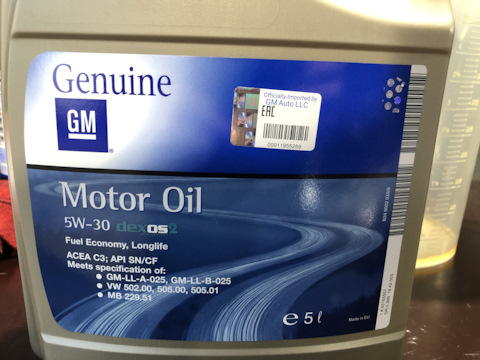 Genuine
GM
Officially Imported by
GM Auto LLC
EAC
00011955259
Motor Oil
5W-30 dexos2
Fuel Economy, Longlife
ACEA C3; API SN/CF
Meets specification of:
• GM-LL-A-025, GM-LL-B-025
• VW 502.00, 505.00, 505.01
• MB 229.51
e 5 l
Made in EU